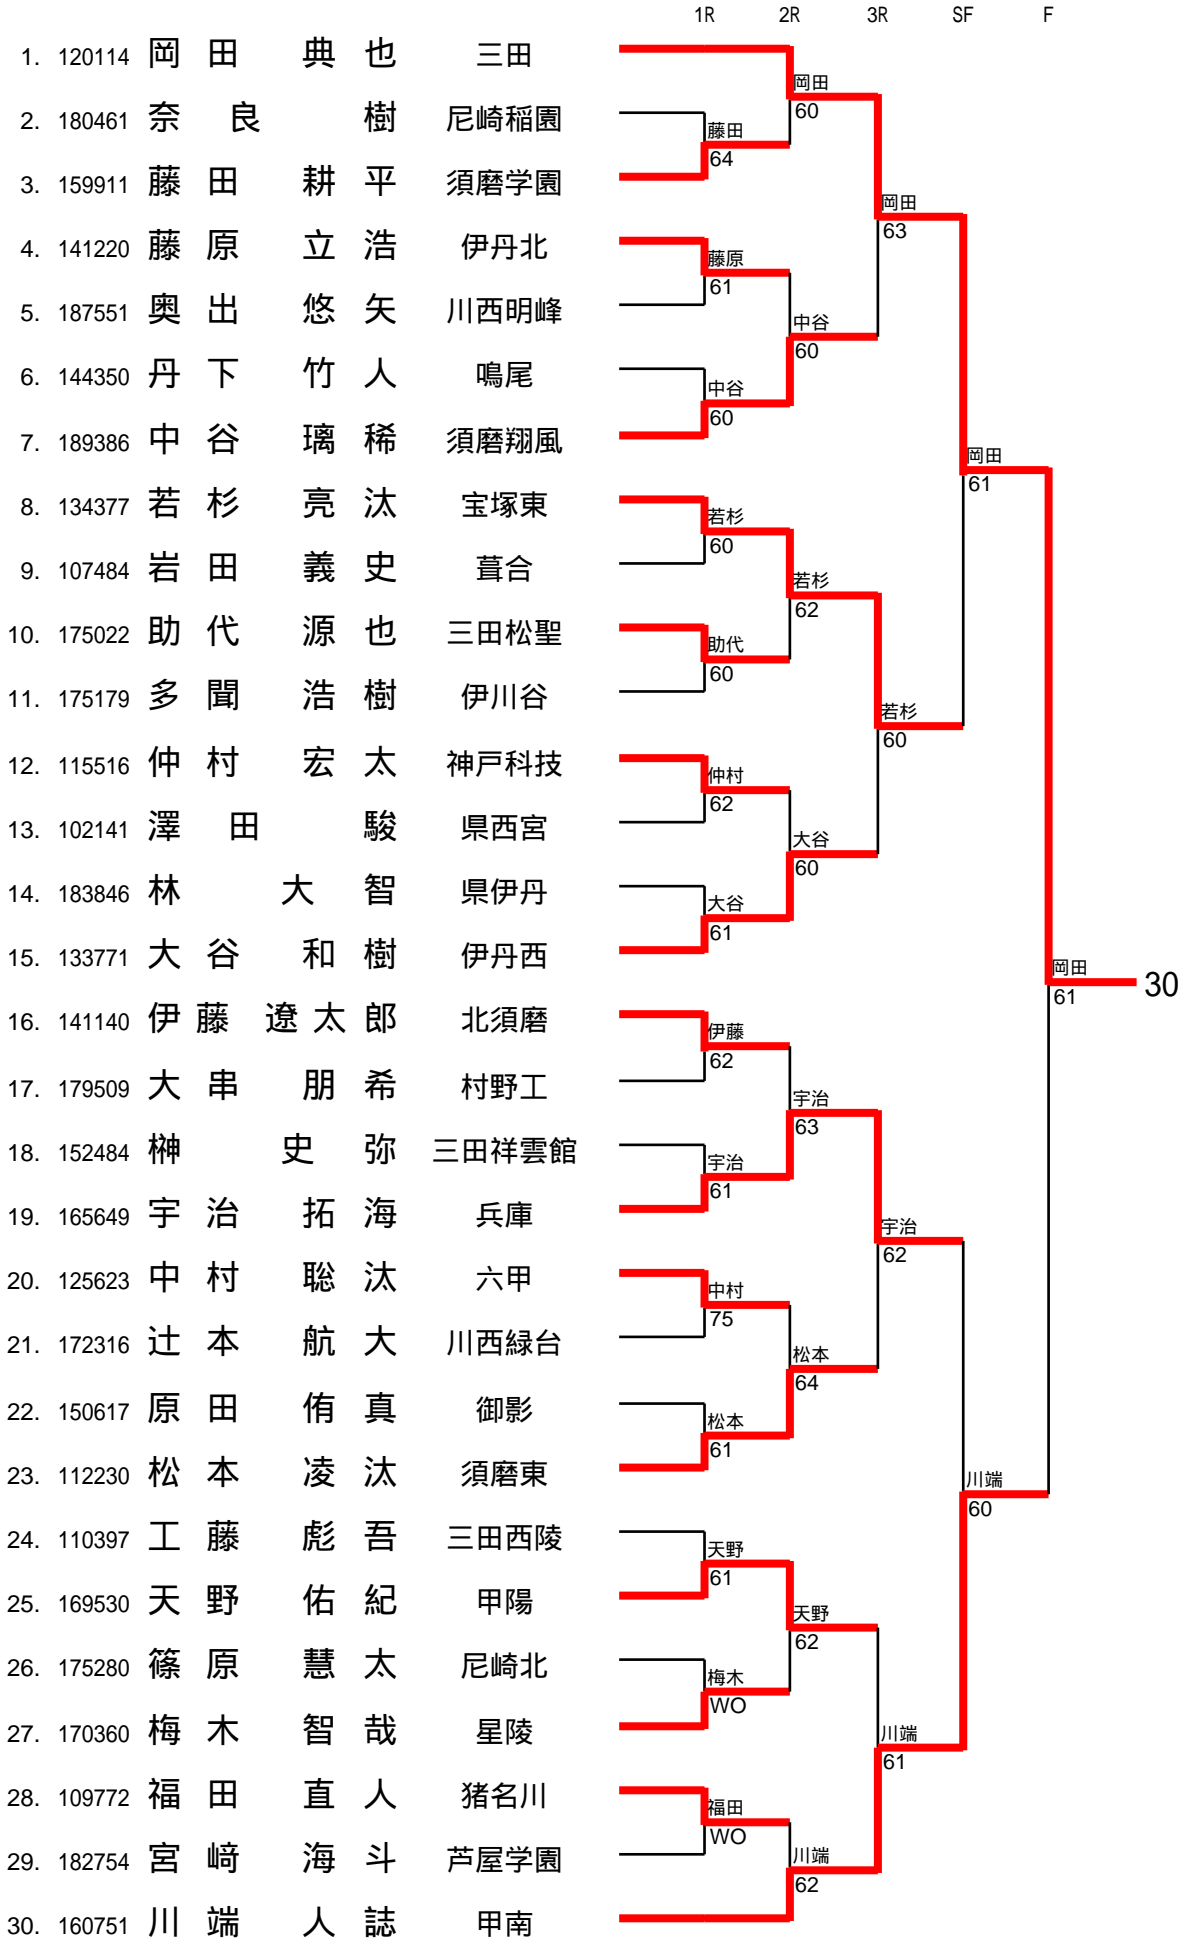 1R 2R 3R SF F
1. 120114 岡田 典也 三田
岡田
60
2. 180461 奈良 樹 尼崎稲園
藤田
64
3. 159911 藤田 耕平 須磨学園
岡田
63
4. 141220 藤原 立浩 伊丹北
藤原
61
5. 187551 奥出 悠矢 川西明峰
中谷
60
6. 144350 丹下 竹人 鳴尾
中谷
60
7. 189386 中谷 璃稀 須磨翔風
岡田
61
8. 134377 若杉 亮汰 宝塚東
若杉
60
9. 107484 岩田 義史 葺合
若杉
62
10. 175022 助代 源也 三田松聖
助代
60
11. 175179 多聞 浩樹 伊川谷
若杉
60
12. 115516 仲村 宏太 神戸科技
仲村
62
13. 102141 澤田 駿 県西宮
大谷
60
14. 183846 林 大智 県伊丹
大谷
61
15. 133771 大谷 和樹 伊丹西
岡田
61
30
16. 141140 伊藤 遼太郎 北須磨
伊藤
62
17. 179509 大串 朋希 村野工
宇治
63
18. 152484 榊 史弥 三田祥雲館
宇治
61
19. 165649 宇治 拓海 兵庫
宇治
62
20. 125623 中村 聡汰 六甲
中村
75
21. 172316 辻本 航大 川西緑台
松本
64
22. 150617 原田 侑真 御影
松本
61
23. 112230 松本 凌汰 須磨東
川端
60
24. 110397 工藤 彪吾 三田西陵
天野
61
25. 169530 天野 佑紀 甲陽
天野
62
26. 175280 篠原 慧太 尼崎北
梅木
WO
27. 170360 梅木 智哉 星陵
川端
61
28. 109772 福田 直人 猪名川
福田
WO
29. 182754 宮﨑 海斗 芦屋学園
川端
62
30. 160751 川端 人誌 甲南